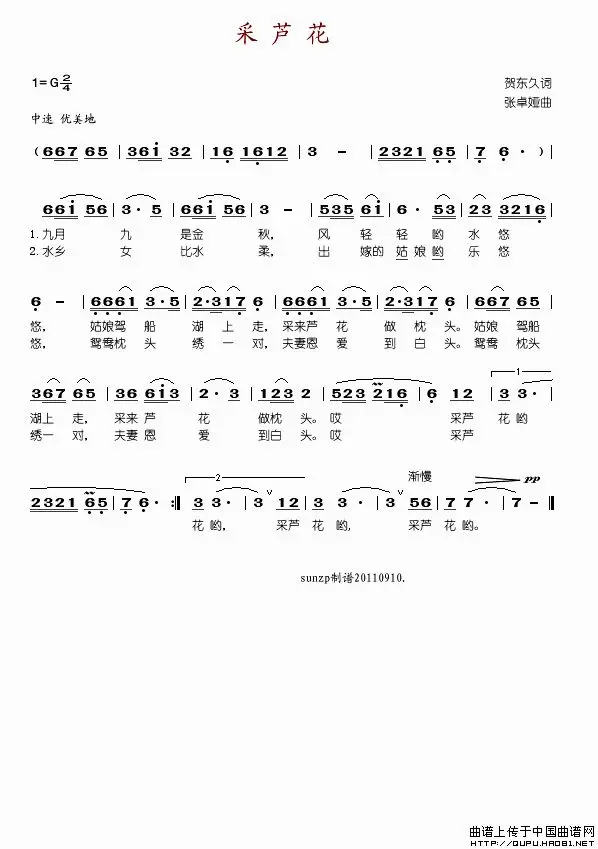 采芦花
1=G 2/4
贺东久词
张卓娅曲
中速 优美地
( 667 65 | 36i 32 | 16 1612 | 3 - | 2321 65 | 7 6 · ) |
66i 56 | 3 · 5 | 66i 56 | 3 - | 535 6i | 6 · 53 | 23 3216 |
1.九月 九 是金 秋， 风 轻 轻 哟 水 悠
2.水乡 女 比水 柔， 出 嫁的 姑 娘 哟 乐 悠
6 - | 6661 3·5 | 2·317 6 | 6661 3·5 | 2·317 6 | 667 65 |
悠， 姑娘驾 船 湖 上 走，采来芦 花 做 枕 头。姑娘 驾船
悠， 鸳鸯枕 头 绣 一 对，夫妻恩 爱 到 白 头。鸳鸯 枕头
1
367 65 | 36 6i3 | 2 · 3 | 123 2 | 523 216 | 6 12 | 3 3 · |
湖上 走， 采来 芦 花 做枕 头。哎 采芦 花 哟
绣一 对，夫妻 恩 爱 到白 头。哎 采芦
2
渐慢
pp
2321 65 | 7 6 · :| 3 3 · | 3 ∨ 12 | 3 3 · | 3 ∨ 56 | 7 7 · | 7 - ‖
花 哟， 采芦 花 哟， 采芦 花哟。
sunzp制谱20110910.
曲谱上传于中国曲谱网
HTTP://QUPU.HAO81.NET